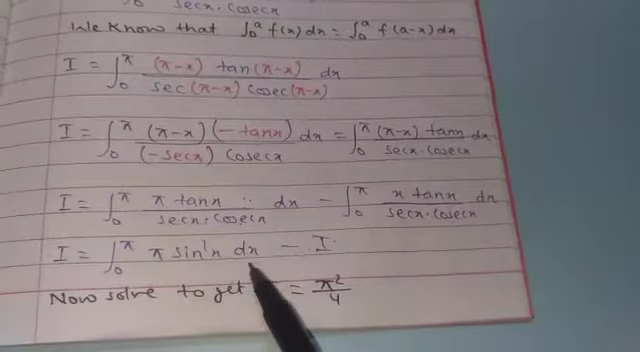 secx. cosecx
We know that ∫₀ᵃ f(x) dx = ∫₀ᵃ f(a-x) dx
I = ∫₀^π (π-x) tan(π-x) / sec(π-x) cosec(π-x) dx
I = ∫₀^π (π-x)(-tanx) / (-secx) cosecx dx = ∫₀^π (π-x) tanx / secx. cosecx dx
I = ∫₀^π π tanx / secx. cosecx dx - ∫₀^π x tanx / secx. cosecx dx
I = ∫₀^π π sin²x dx - I
Now solve to get = π²/4